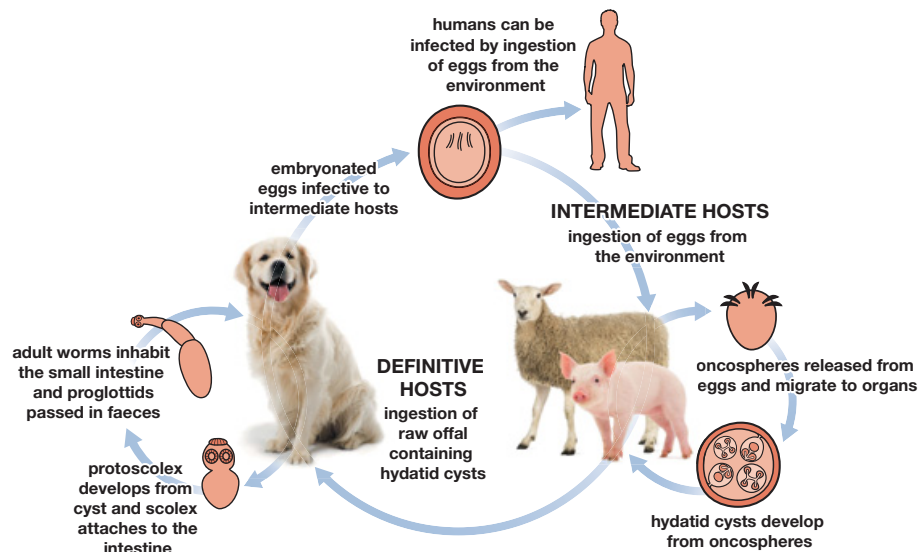 humans can be
infected by ingestion
of eggs from the
environment
embryonated
eggs infective to
intermediate hosts
INTERMEDIATE HOSTS
ingestion of eggs from
the environment
oncospheres released from
eggs and migrate to organs
hydatid cysts develop
from oncospheres
DEFINITIVE
HOSTS
ingestion of
raw offal
containing
hydatid cysts
protoscolex
develops from
cyst and scolex
attaches to the
intestine
adult worms inhabit
the small intestine
and proglottids
passed in faeces